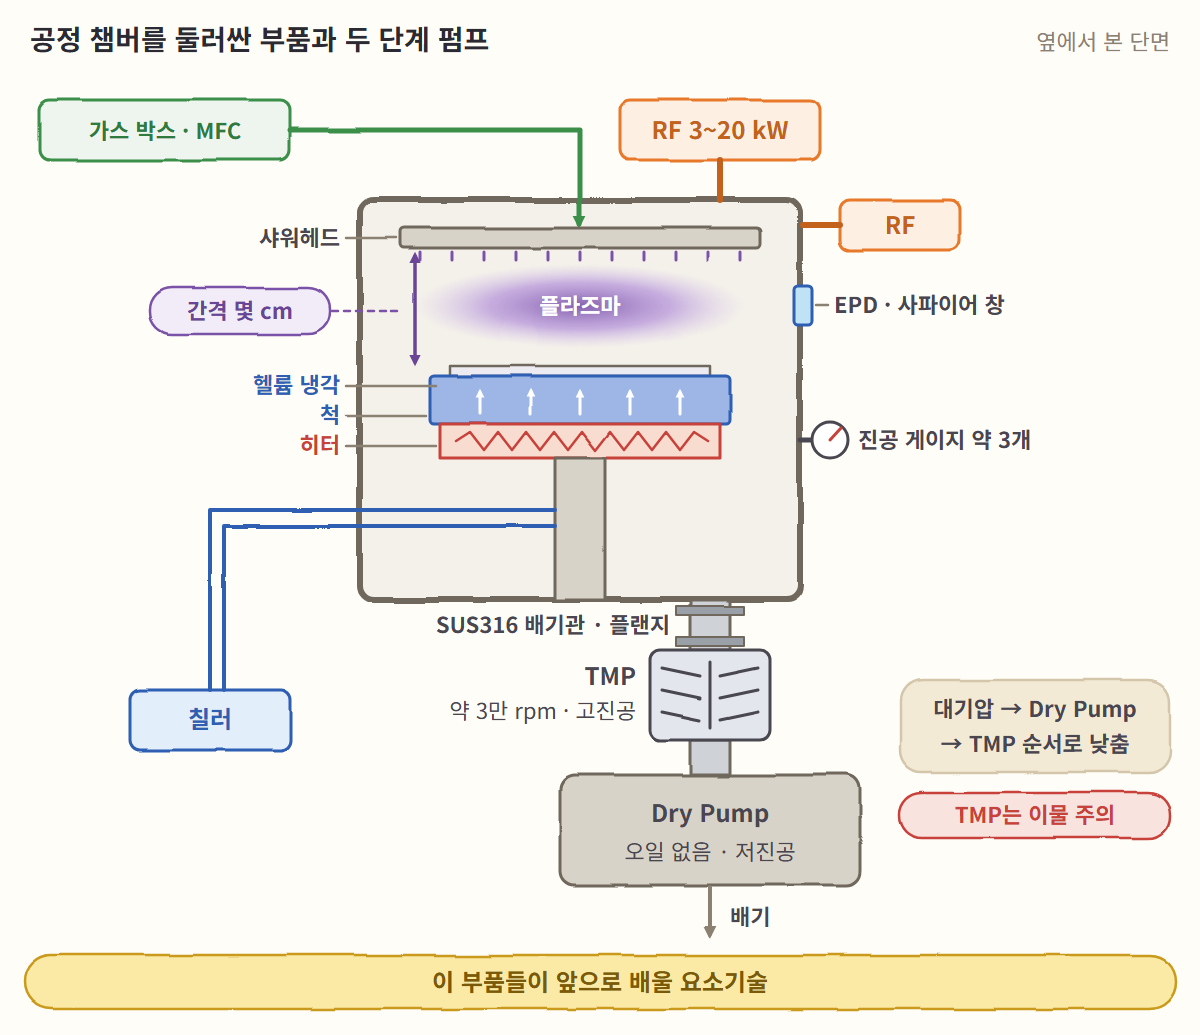 공정 챔버를 둘러싼 부품과 두 단계 펌프
옆에서 본 단면
가스 박스 · MFC
RF 3~20 kW
RF
샤워헤드
간격 몇 cm
플라즈마
EPD · 사파이어 창
헬륨 냉각
척
히터
진공 게이지 약 3개
SUS316 배기관 · 플랜지
TMP
약 3만 rpm · 고진공
칠러
대기압 → Dry Pump
→ TMP 순서로 낮춤
TMP는 이물 주의
Dry Pump
오일 없음 · 저진공
배기
이 부품들이 앞으로 배울 요소기술